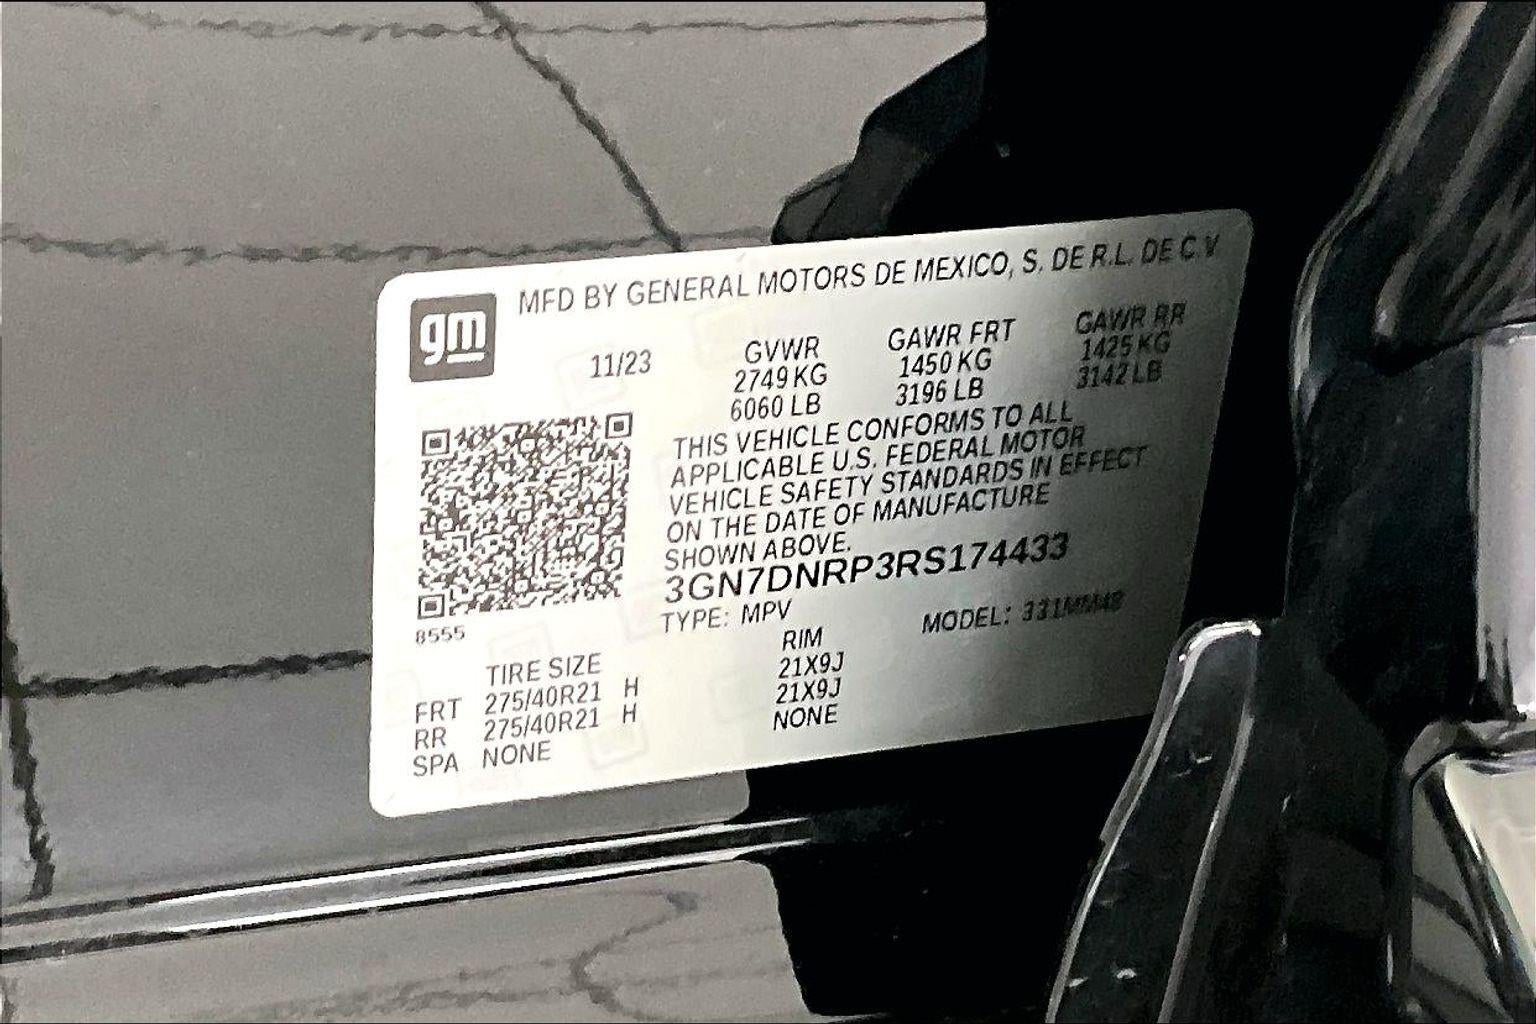 gm
MFD BY GENERAL MOTORS DE MEXICO, S. DE R.L. DE C V
11/23
GVWR GAWR FRT GAWR RR
2749 KG 1450 KG 1425 KG
6060 LB 3196 LB 3142 LB
THIS VEHICLE CONFORMS TO ALL
APPLICABLE U.S. FEDERAL MOTOR
VEHICLE SAFETY STANDARDS IN EFFECT
ON THE DATE OF MANUFACTURE
SHOWN ABOVE.
3GN7DNRP3RS174433
TYPE: MPV MODEL:
8555
TIRE SIZE RIM
FRT 275/40R21 H 21X9J
RR 275/40R21 H 21X9J
SPA NONE NONE